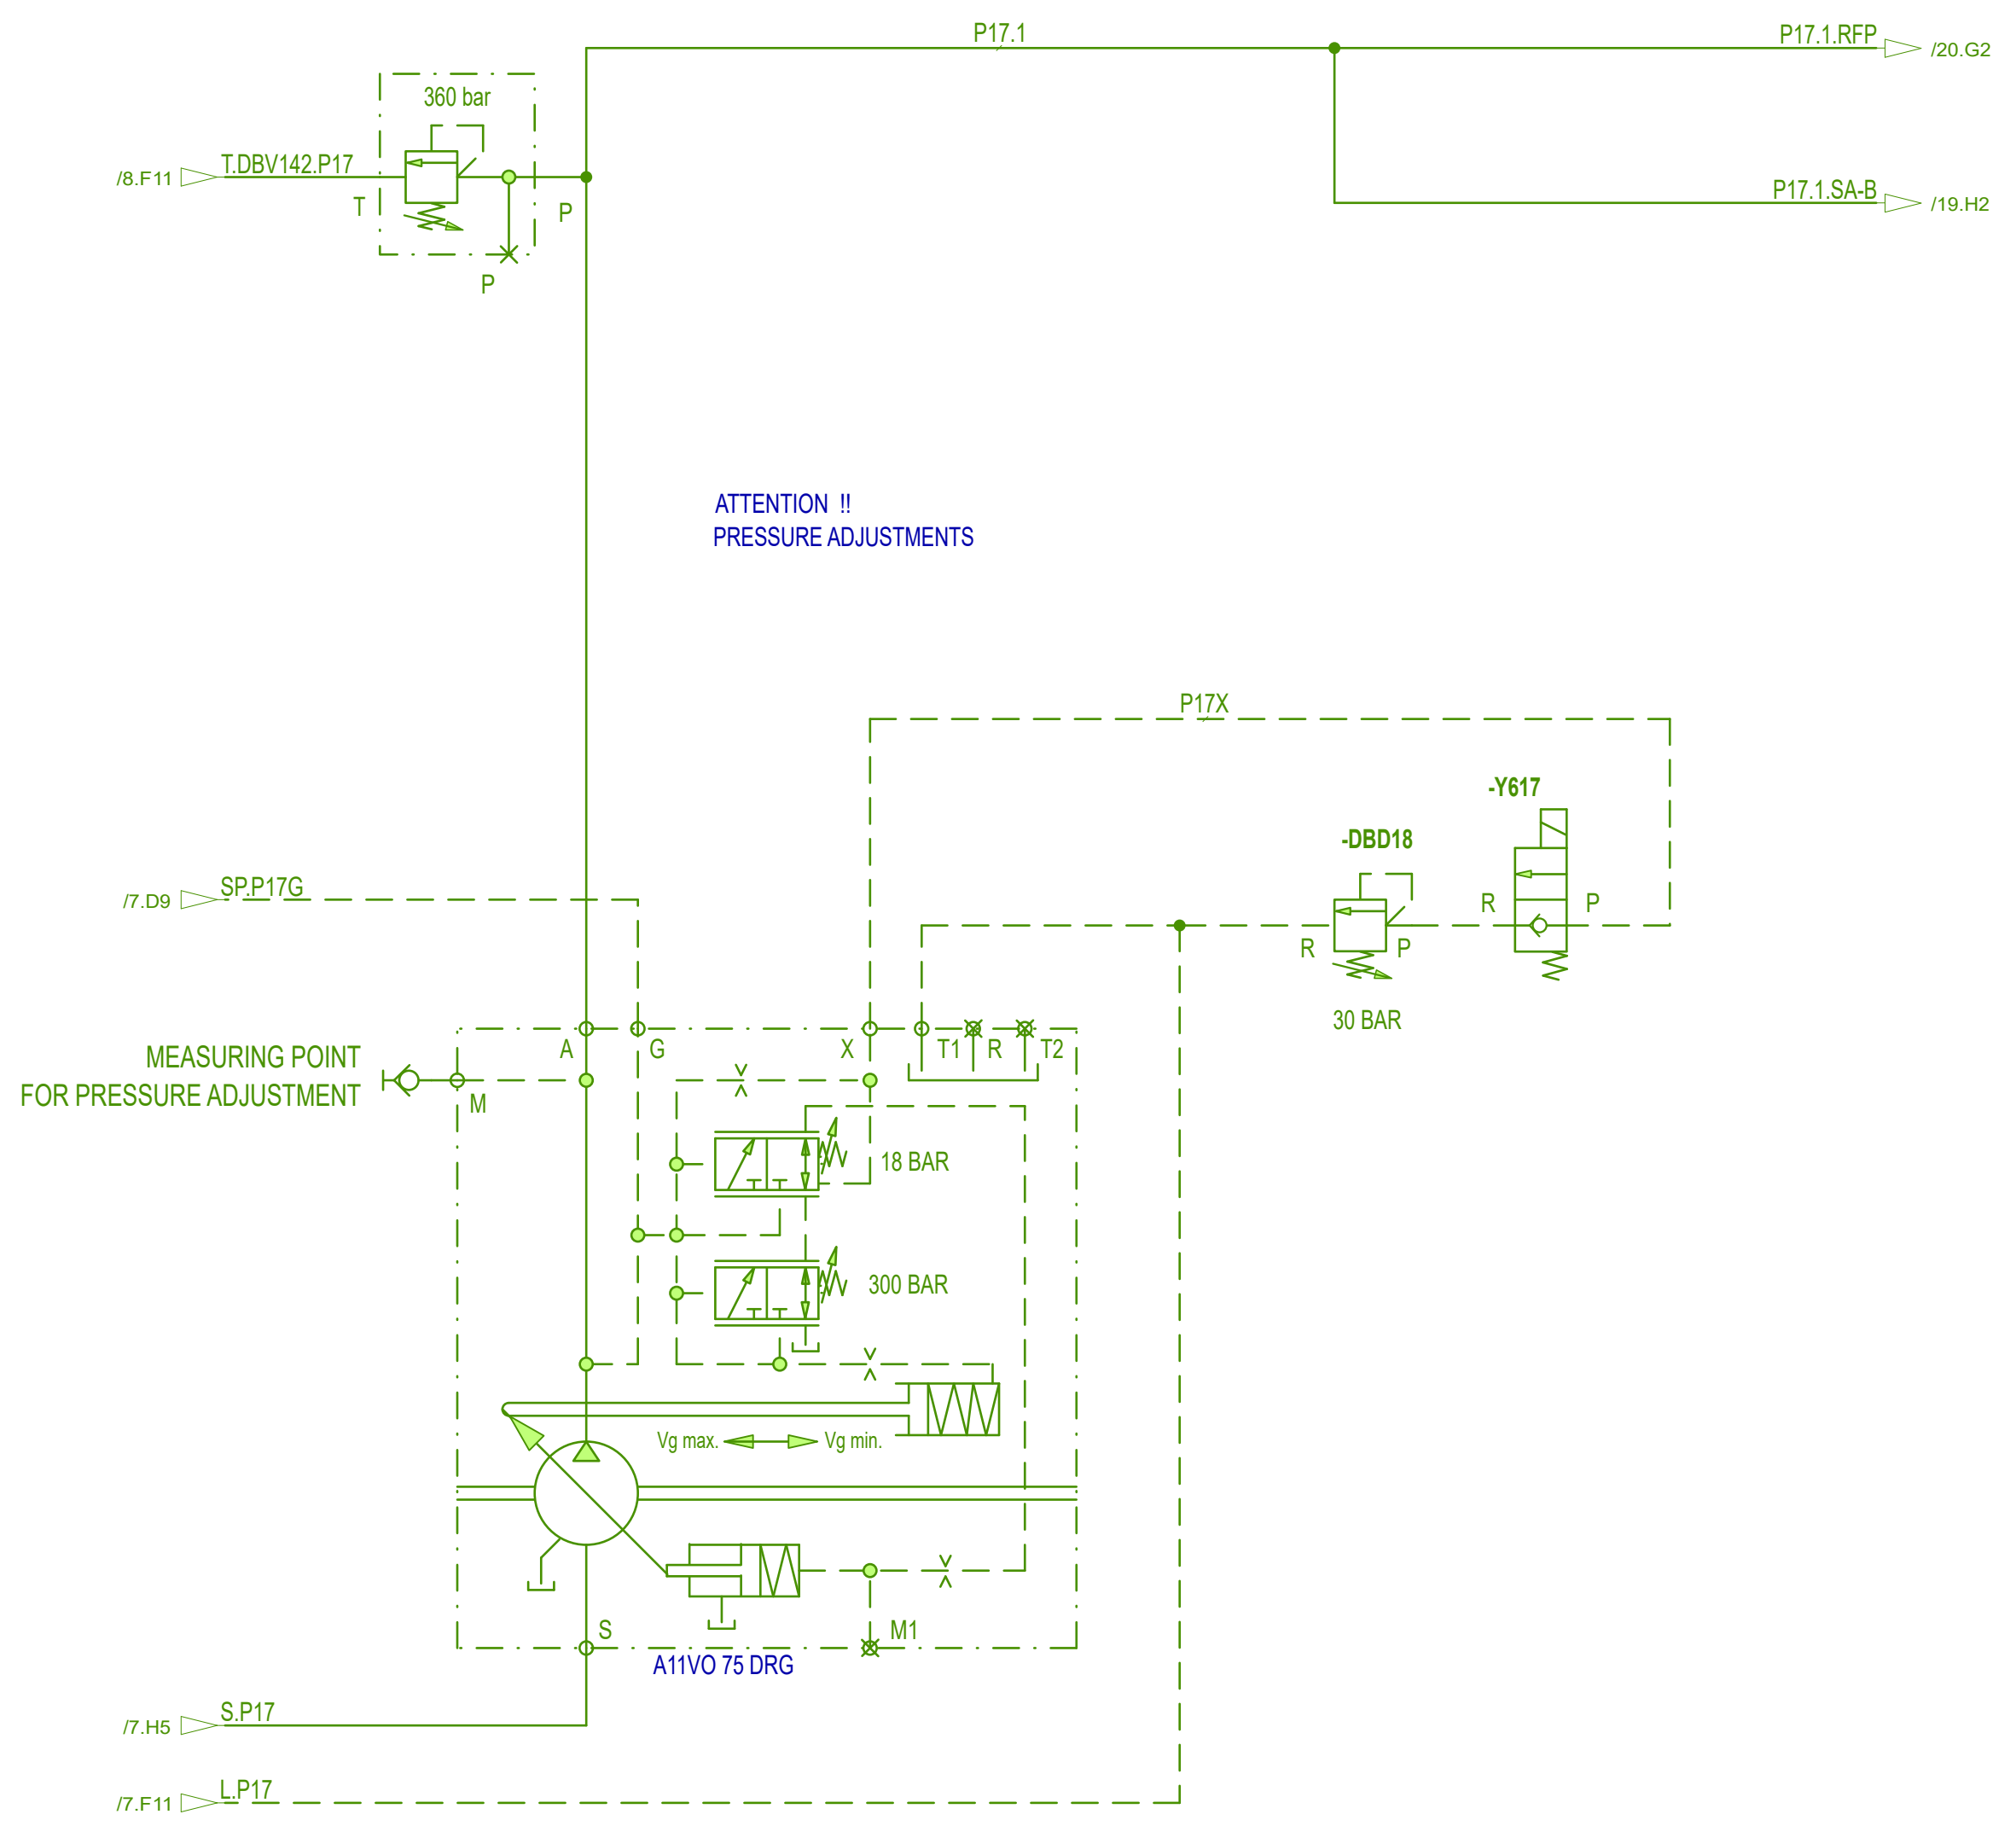 P17.1
P17.1.RFP
/20.G2
360 bar
T.DBV142.P17
/8.F11
T
P
P
P17.1.SA-B
/19.H2
ATTENTION !!
PRESSURE ADJUSTMENTS
P17X
-Y617
-DBD18
SP.P17G
/7.D9
R
P
R
P
30 BAR
MEASURING POINT
FOR PRESSURE ADJUSTMENT
A
G
X
T1
R
T2
M
18 BAR
300 BAR
Vg max.
Vg min.
S
M1
A11VO 75 DRG
S.P17
/7.H5
L.P17
/7.F11